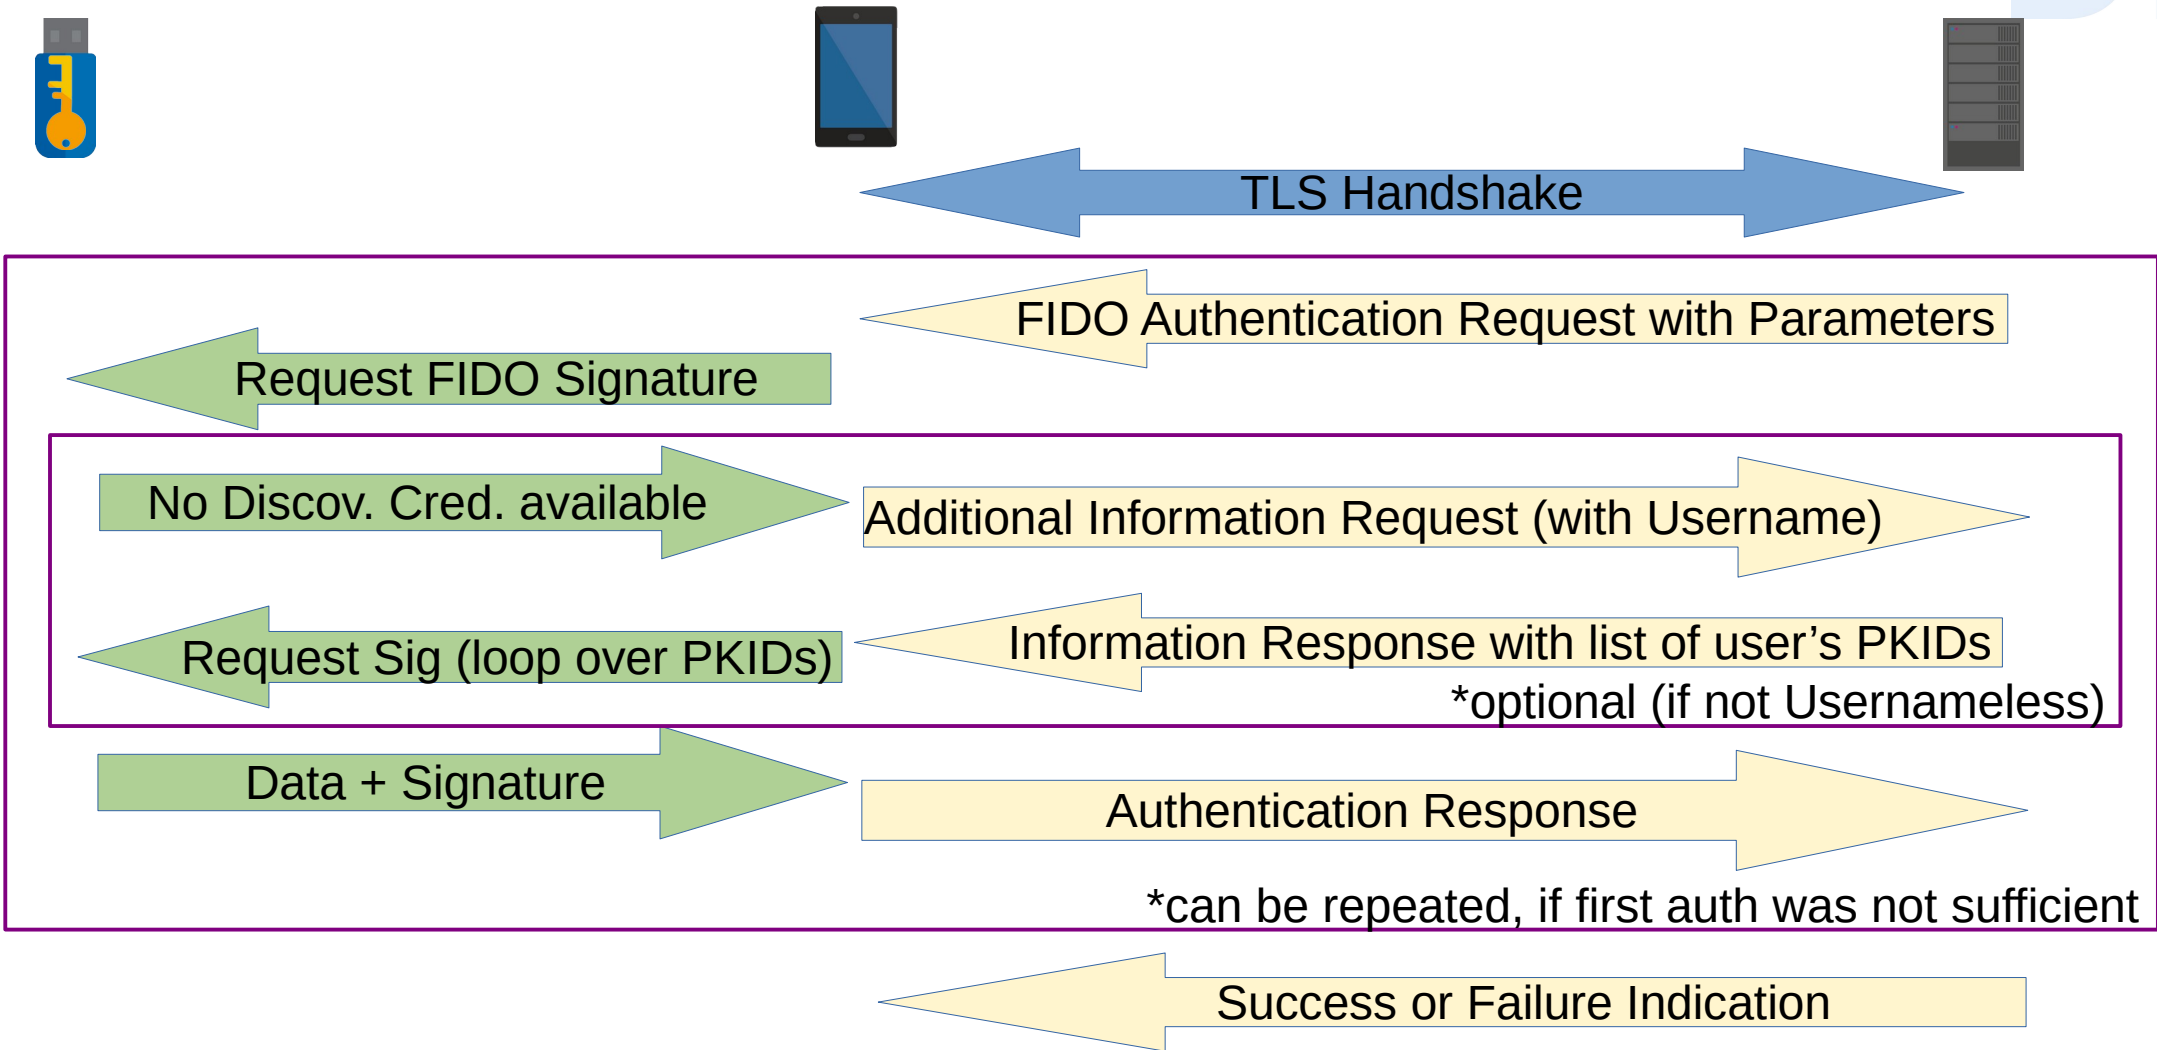 TLS Handshake
FIDO Authentication Request with Parameters
Request FIDO Signature
No Discov. Cred. available
Additional Information Request (with Username)
Information Response with list of user’s PKIDs
Request Sig (loop over PKIDs)
*optional (if not Usernameless)
Data + Signature
Authentication Response
*can be repeated, if first auth was not sufficient
Success or Failure Indication